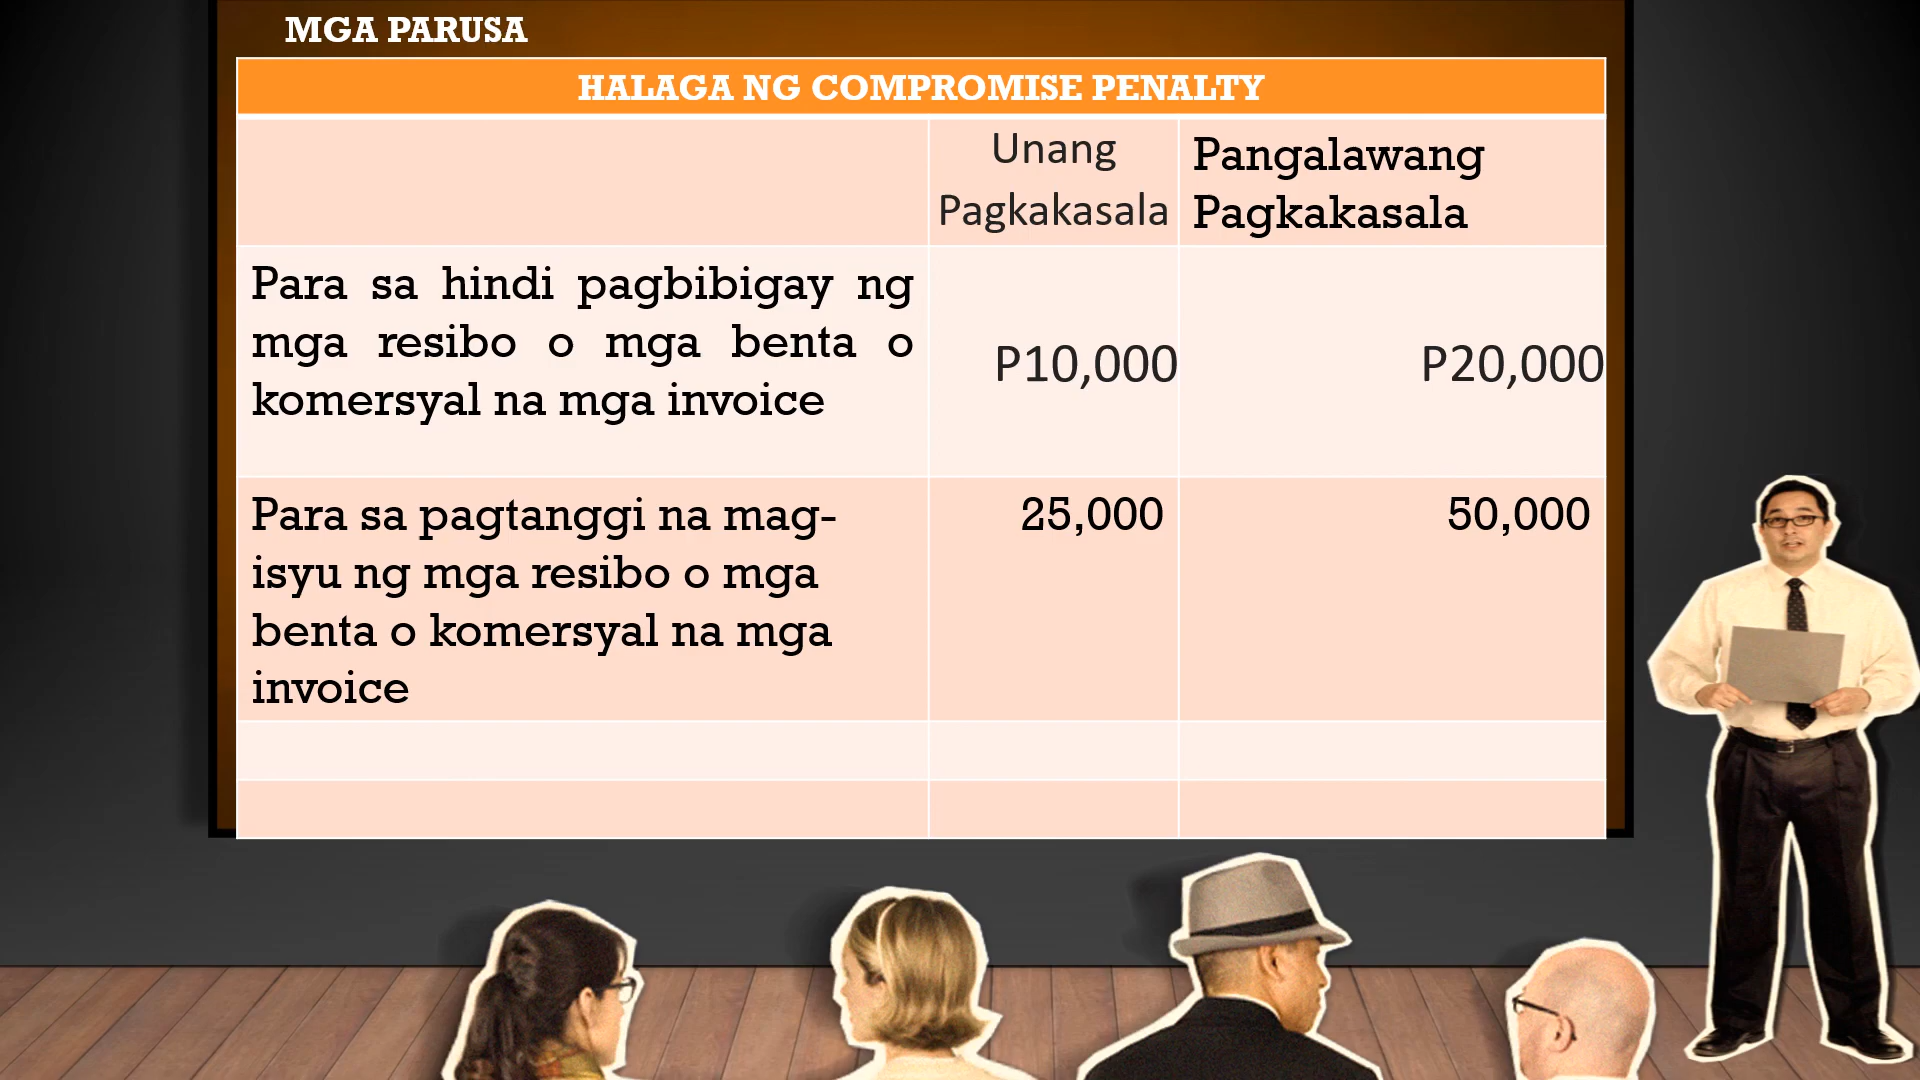 MGA PARUSA
HALAGA NG COMPROMISE PENALTY
Unang
Pagkakasala
Pangalawang
Pagkakasala
Para sa hindi pagbibigay ng
mga resibo o mga benta o
komersyal na mga invoice
P10,000
P20,000
Para sa pagtanggi na mag-
isyu ng mga resibo o mga
benta o komersyal na mga
invoice
25,000
50,000